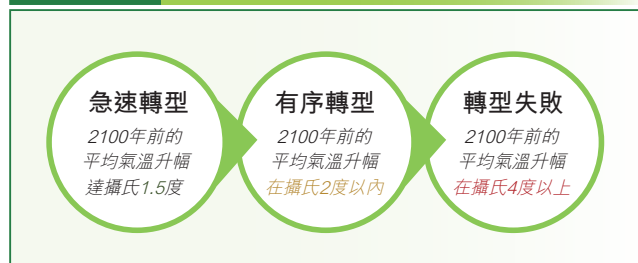 急速轉型
2100年前的
平均氣溫升幅
達攝氏1.5度
有序轉型
2100年前的
平均氣溫升幅
在攝氏2度以內
轉型失敗
2100年前的
平均氣溫升幅
在攝氏4度以上